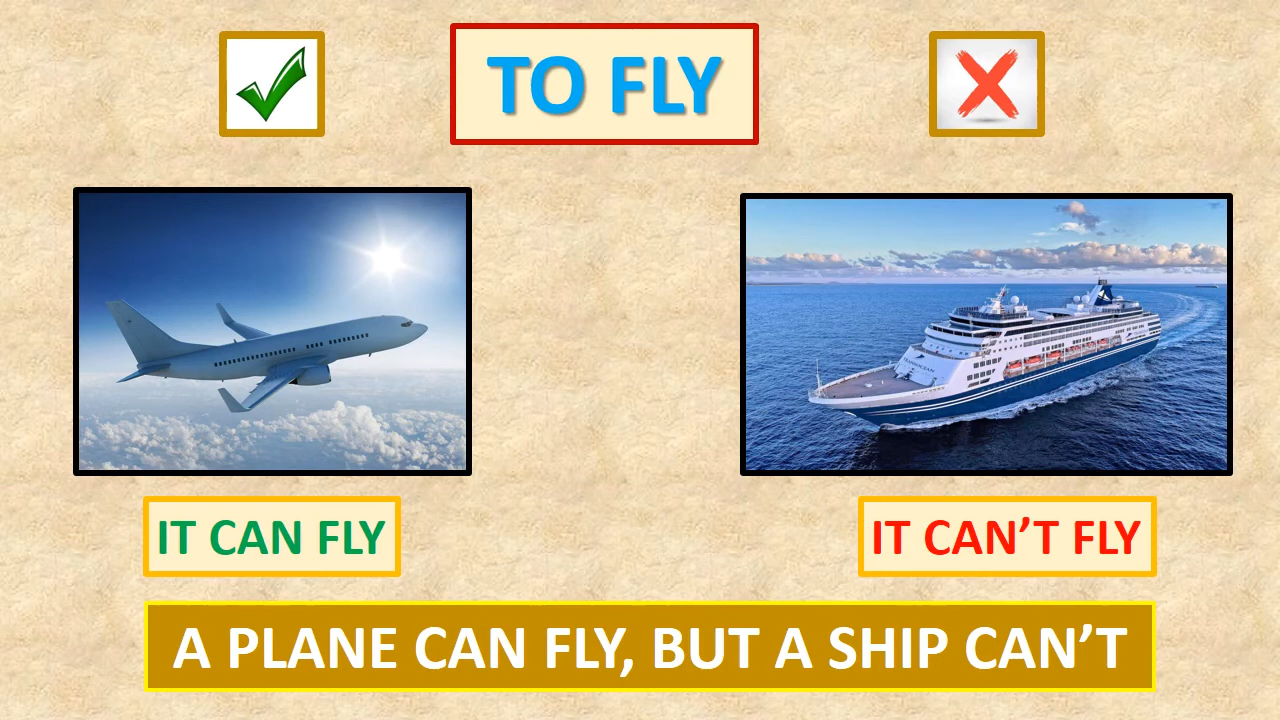 TO FLY
IT CAN FLY
IT CAN’T FLY
A PLANE CAN FLY, BUT A SHIP CAN’T